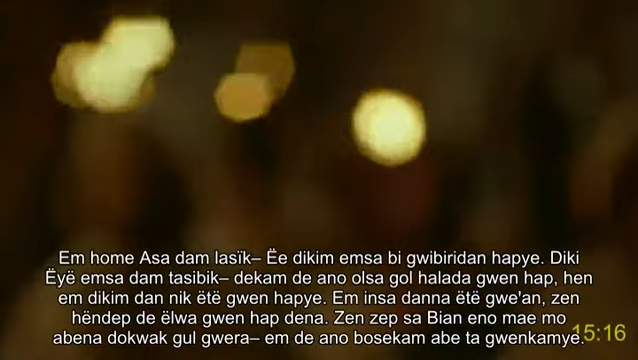 Em home Asa dam lasïk– Ëe dikim emsa bi gwibiridan hapye. Diki
Ëyë emsa dam tasibik– dekam de ano olsa gol halada gwen hap, hen
em dikim dan nik ëtë gwen hapye. Em insa danna ëtë gwe'an, zen
hëndep de ëlwa gwen hap dena. Zen zep sa Bian eno mae mo
abena dokwak gul gwera– em de ano bosekam abe ta gwenkamye.
15:16